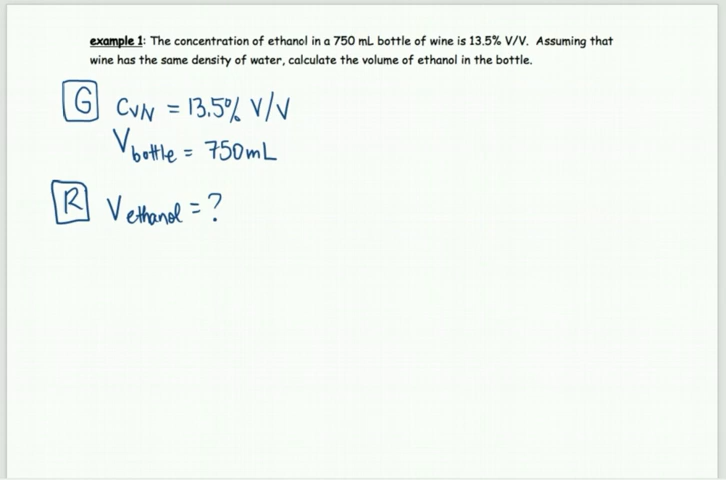 example 1: The concentration of ethanol in a 750 mL bottle of wine is 13.5% V/V. Assuming that
wine has the same density of water, calculate the volume of ethanol in the bottle.
G CV/V = 13.5% V/V
Vbottle = 750mL
R Vethanol = ?